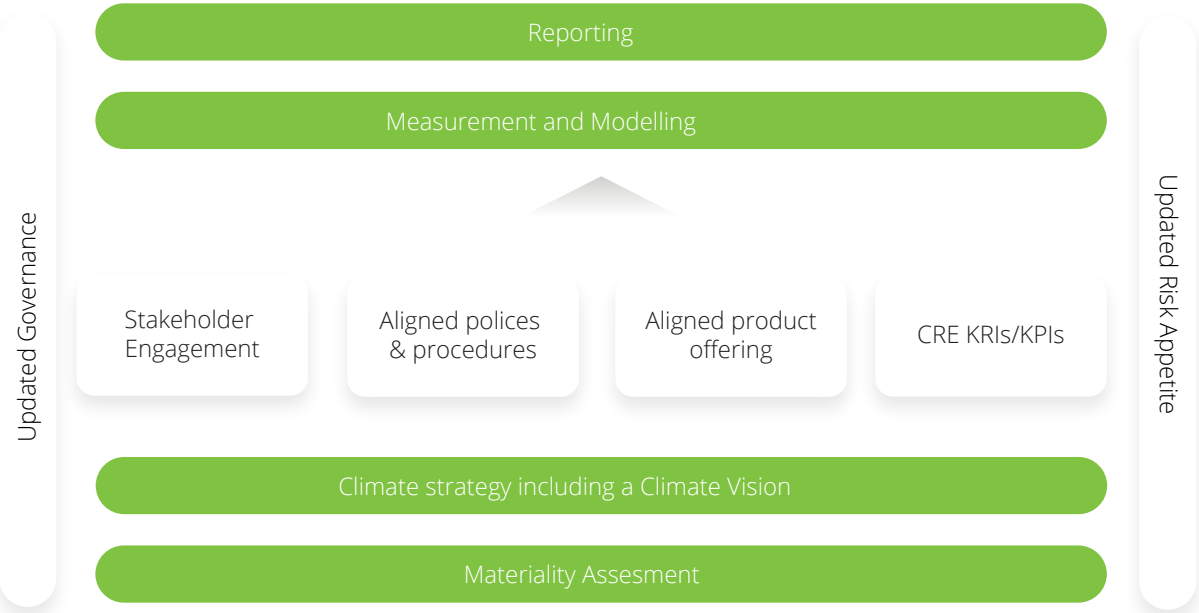 Reporting
Measurement and Modelling
Updated Governance
Updated Risk Appetite
Stakeholder
Engagement
Aligned polices
& procedures
Aligned product
offering
CRE KRIs/KPIs
Climate strategy including a Climate Vision
Materiality Assesment